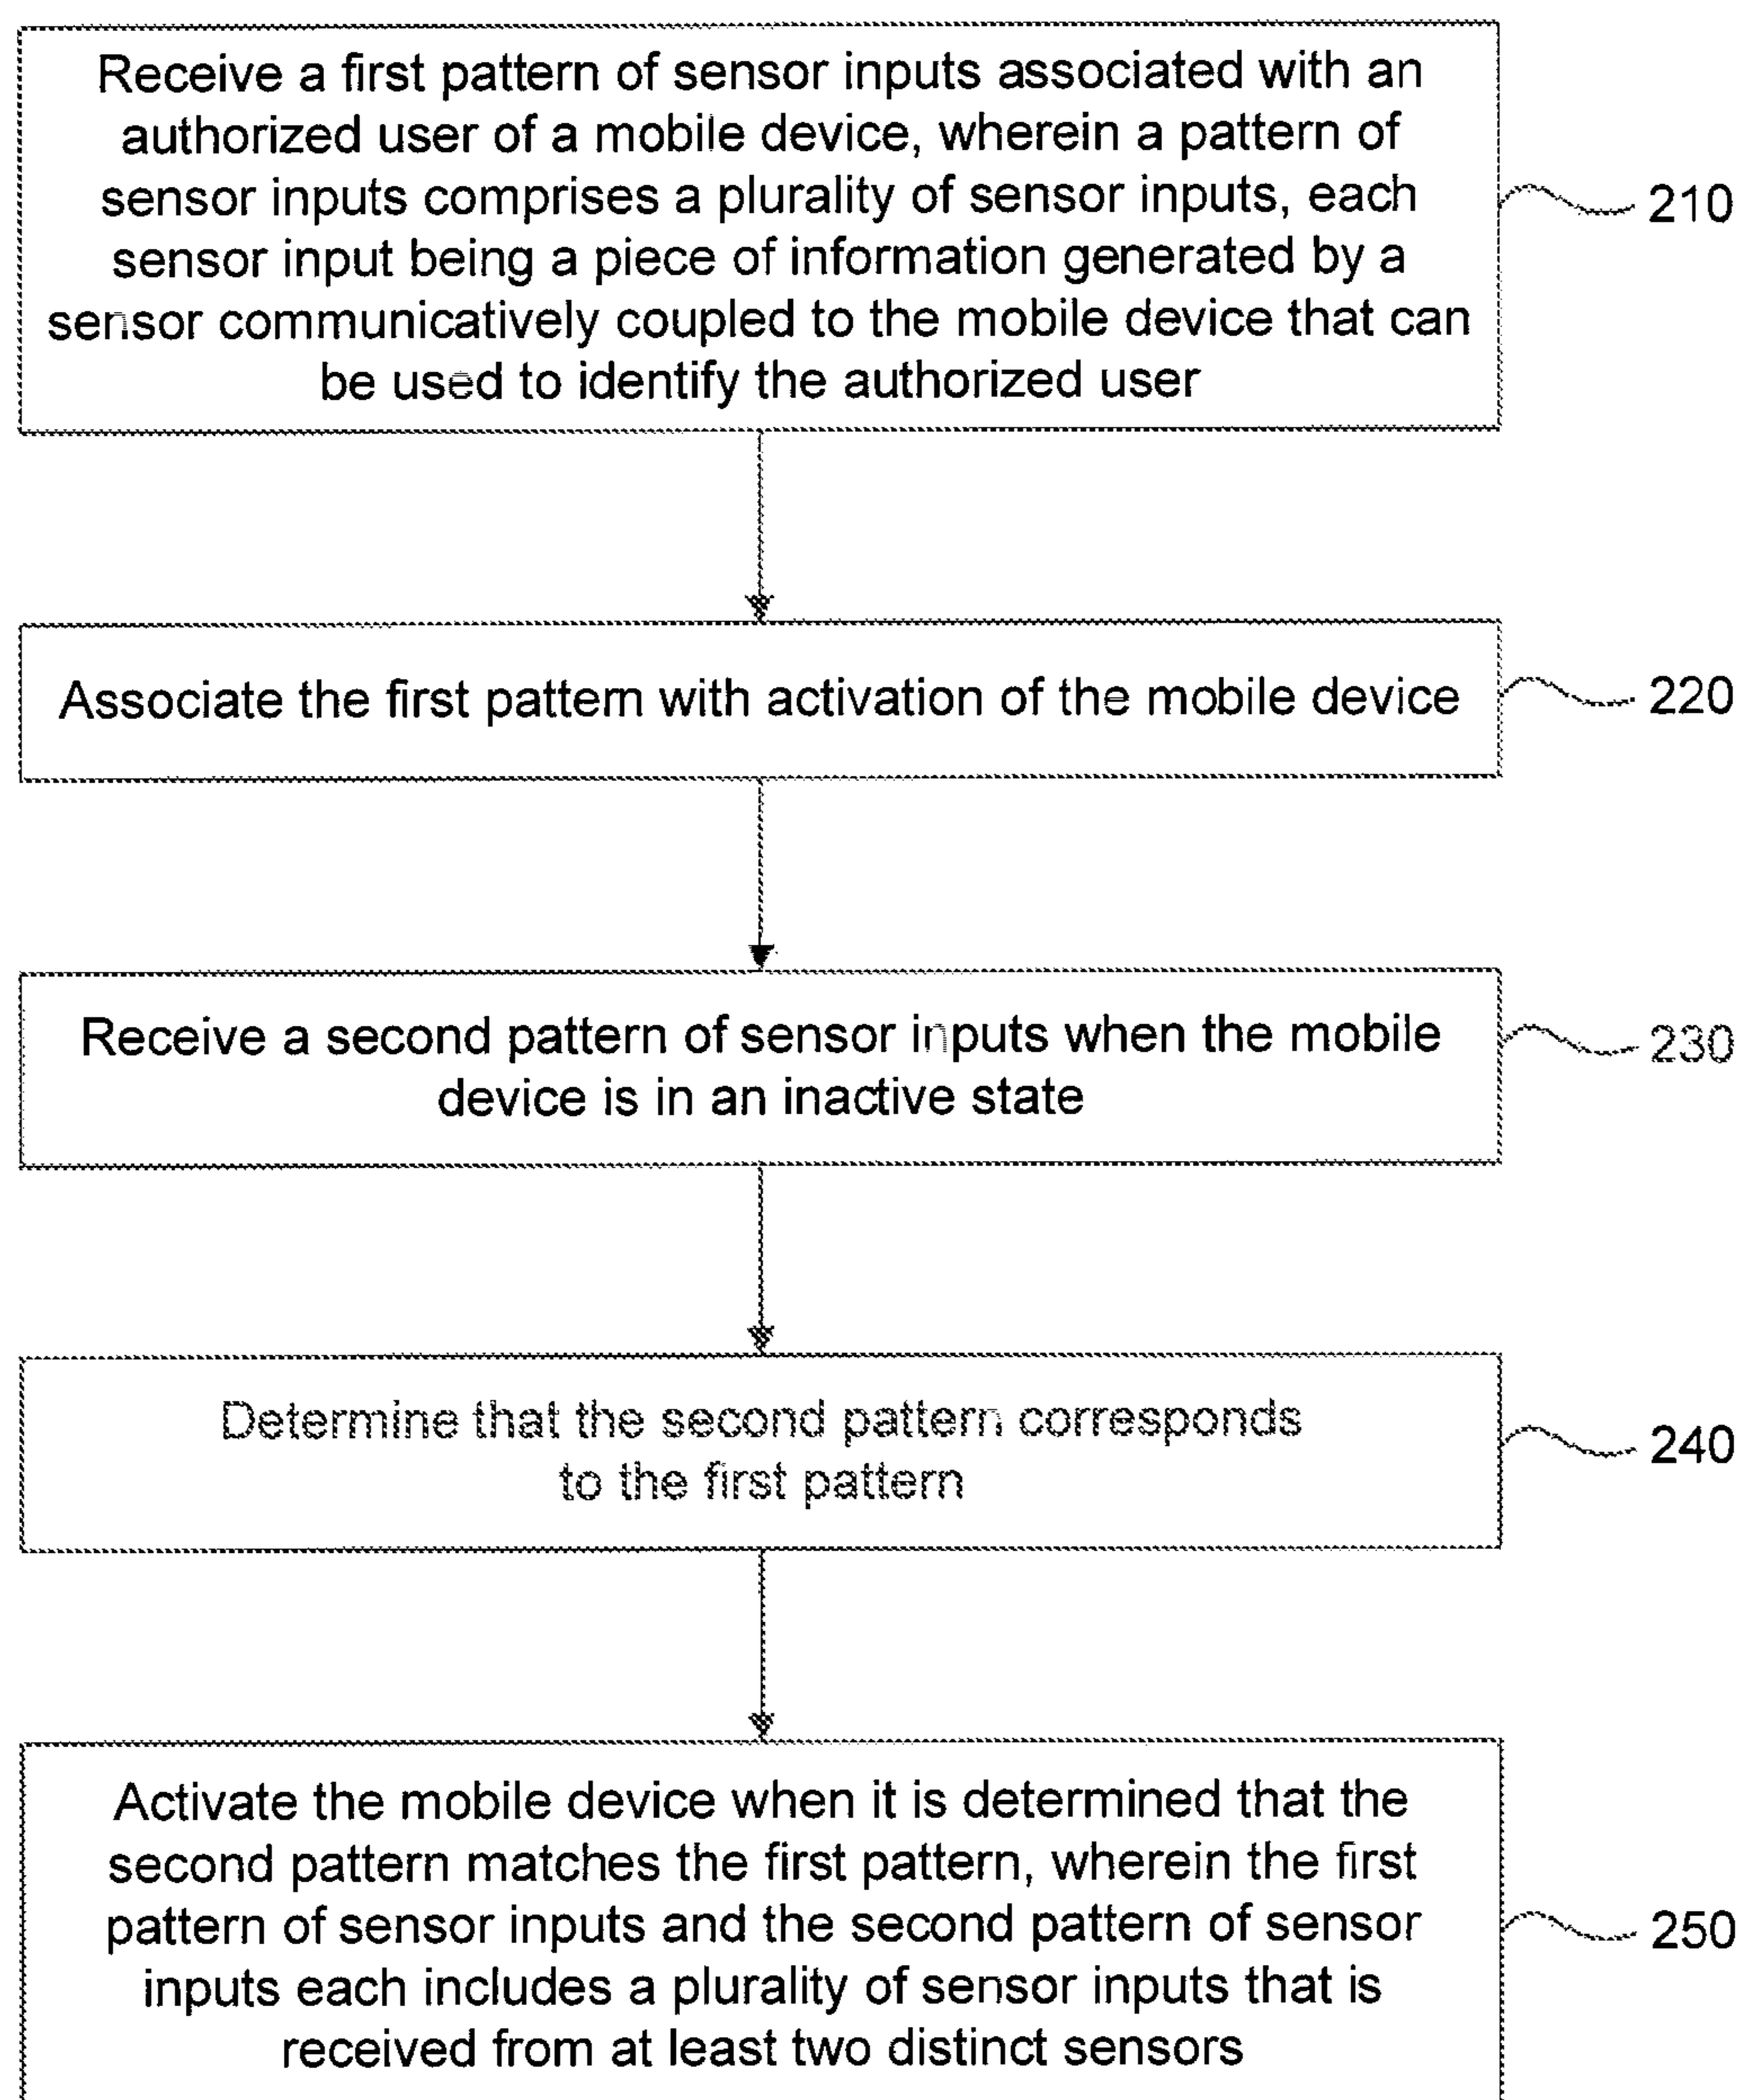 Receive a first pattern of sensor inputs associated with an
authorized user of a mobile device, wherein a pattern of
sensor inputs comprises a plurality of sensor inputs, each
sensor input being a piece of information generated by a
sensor communicatively coupled to the mobile device that can
be used to identify the authorized user
210
Associate the first pattern with activation of the mobile device
220
Receive a second pattern of sensor inputs when the mobile
device is in an inactive state
230
Determine that the second pattern corresponds
to the first pattern
240
Activate the mobile device when it is determined that the
second pattern matches the first pattern, wherein the first
pattern of sensor inputs and the second pattern of sensor
inputs each includes a plurality of sensor inputs that is
received from at least two distinct sensors
250